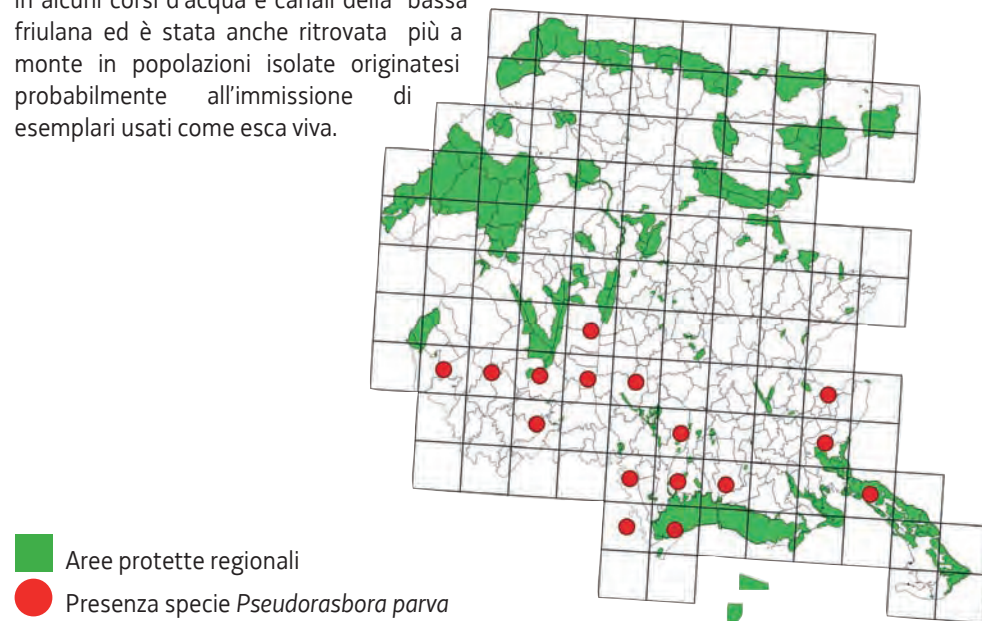 in alcuni corsi d'acqua e canali della bassa
friulana ed è stata anche ritrovata più a
monte in popolazioni isolate originatesi
probabilmente all'immissione di
esemplari usati come esca viva.
Aree protette regionali
Presenza specie Pseudorasbora parva